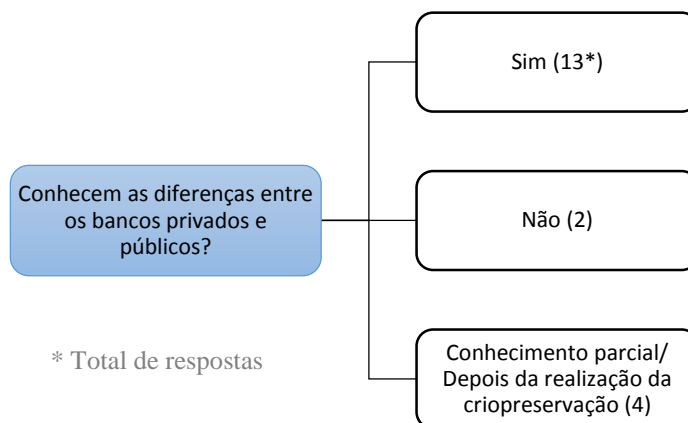 Sim (13*)
Conhecem as diferenças entre
os bancos privados e
públicos?
Não (2)
* Total de respostas
Conhecimento parcial/
Depois da realização da
criopreservação (4)